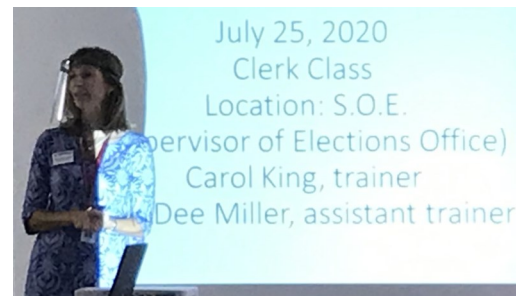 July 25, 2020
Clerk Class
Location: S.O.E.
pervisor of Elections Office)
Carol King, trainer
Dee Miller, assistant trainer